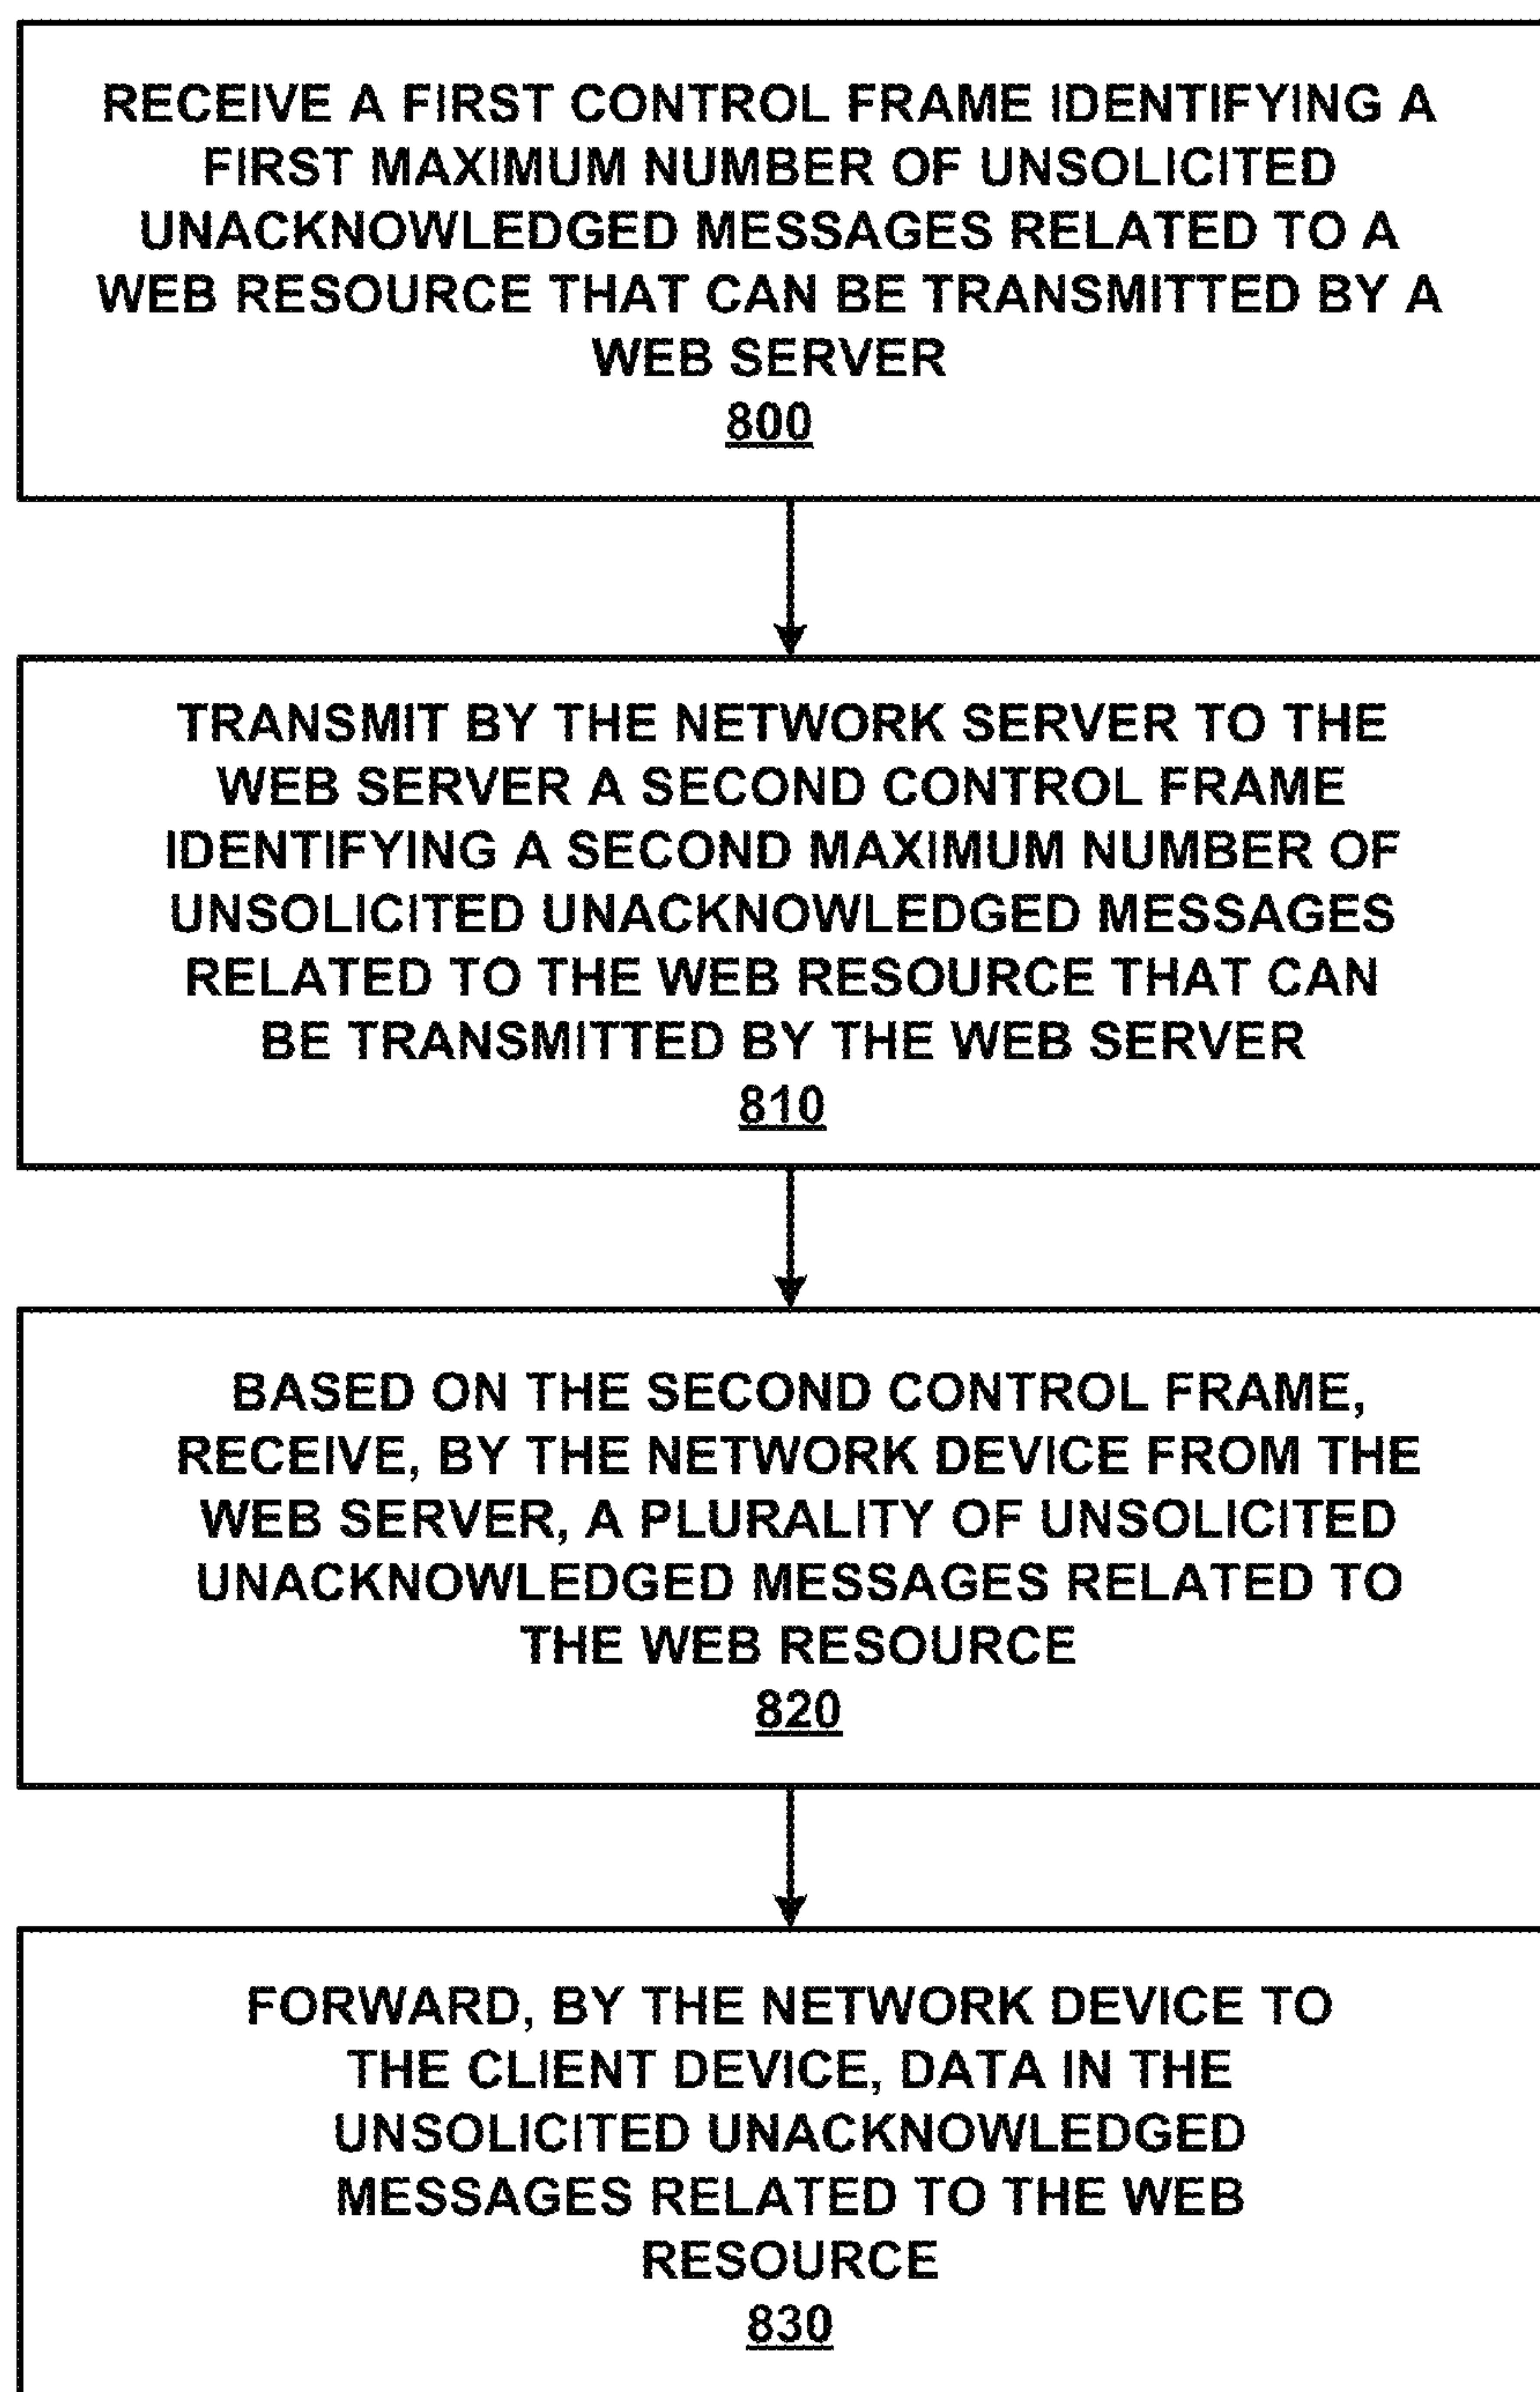 RECEIVE A FIRST CONTROL FRAME IDENTIFYING A
FIRST MAXIMUM NUMBER OF UNSOLICITED
UNACKNOWLEDGED MESSAGES RELATED TO A
WEB RESOURCE THAT CAN BE TRANSMITTED BY A
WEB SERVER
800
TRANSMIT BY THE NETWORK SERVER TO THE
WEB SERVER A SECOND CONTROL FRAME
IDENTIFYING A SECOND MAXIMUM NUMBER OF
UNSOLICITED UNACKNOWLEDGED MESSAGES
RELATED TO THE WEB RESOURCE THAT CAN
BE TRANSMITTED BY THE WEB SERVER
810
BASED ON THE SECOND CONTROL FRAME,
RECEIVE, BY THE NETWORK DEVICE FROM THE
WEB SERVER, A PLURALITY OF UNSOLICITED
UNACKNOWLEDGED MESSAGES RELATED TO
THE WEB RESOURCE
820
FORWARD, BY THE NETWORK DEVICE TO
THE CLIENT DEVICE, DATA IN THE
UNSOLICITED UNACKNOWLEDGED
MESSAGES RELATED TO THE WEB
RESOURCE
830